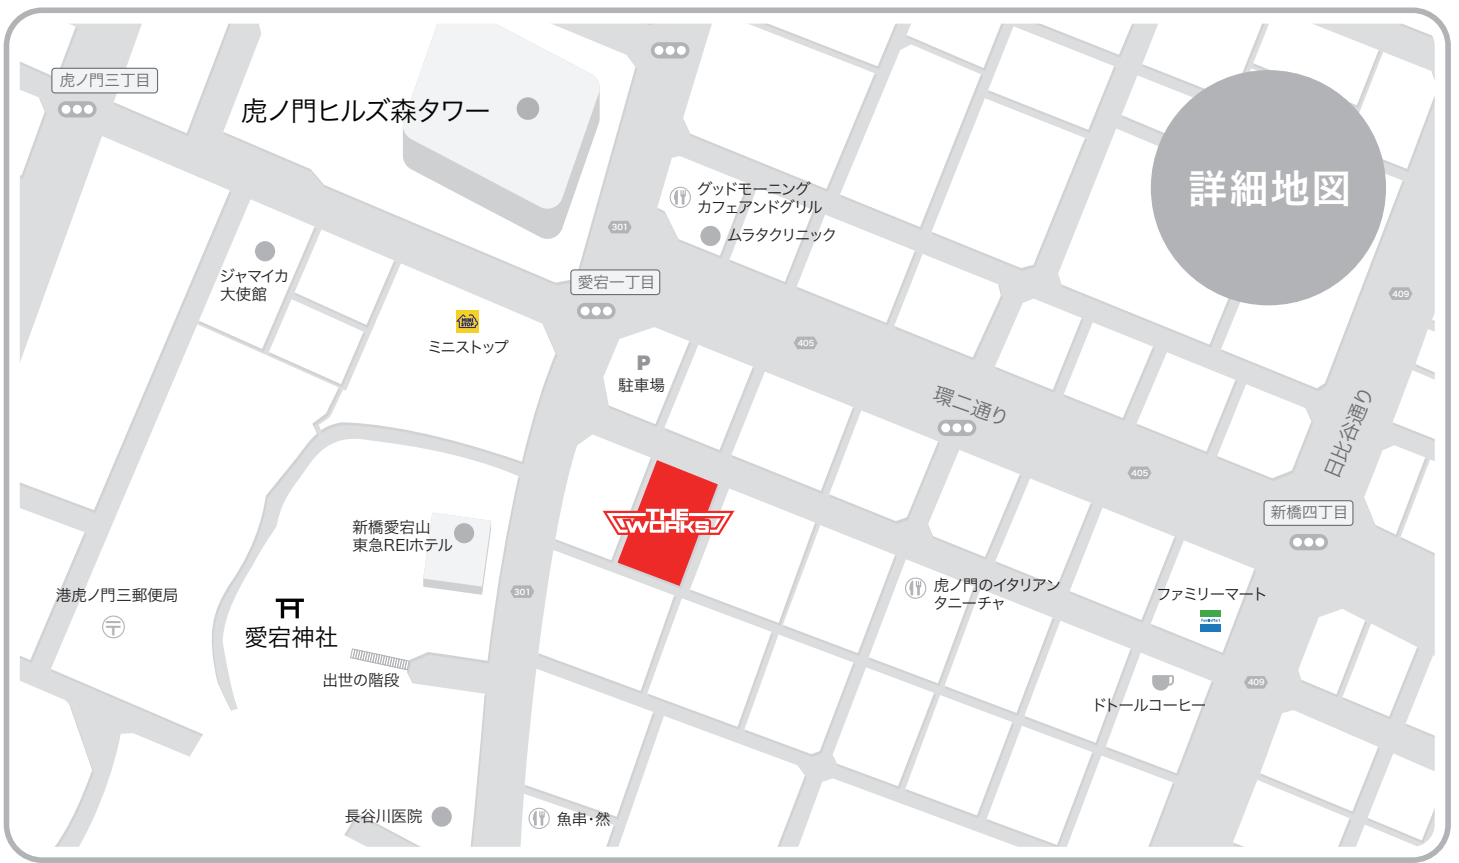 虎ノ門三丁目
虎ノ門ヒルズ森タワー
詳細地図
グッドモーニング
カフェアンドグリル
ムラタクリニック
301
愛宕一丁目
ジャマイカ
大使館
409
MINI
STOP
ミニストップ
405
P
駐車場
環二通り
日比谷通り
405
THE
WORKS
新橋四丁目
新橋愛宕山
東急REIホテル
301
虎ノ門のイタリアン
タニーチャ
ファミリーマート
FamilyMart
港虎ノ門三郵便局
愛宕神社
出世の階段
409
ドトールコーヒー
長谷川医院
魚串・然